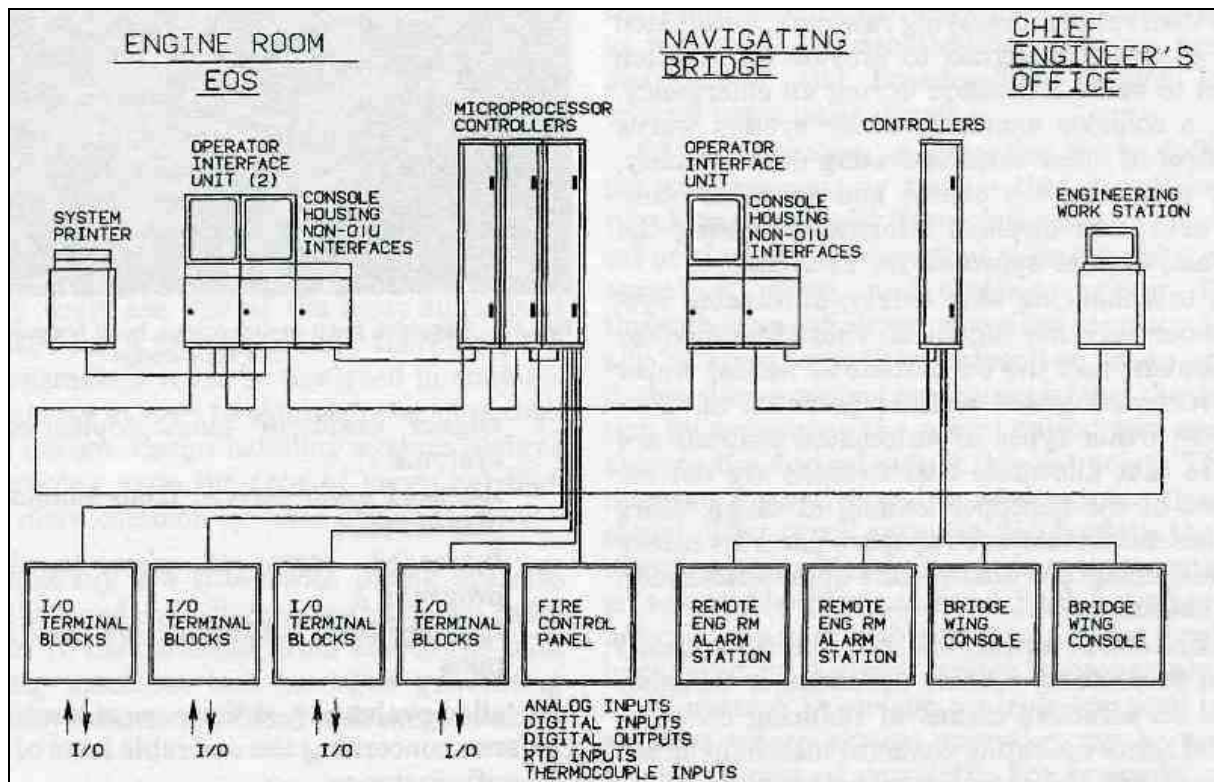 ENGINE ROOM
EOS
NAVIGATING
BRIDGE
CHIEF
ENGINEER'S
OFFICE
MICROPROCESSOR
CONTROLLERS
CONTROLLERS
OPERATOR
INTERFACE
UNIT (2)
CONSOLE
HOUSING
NON-OIU
INTERFACES
SYSTEM
PRINTER
OPERATOR
INTERFACE
UNIT
CONSOLE
HOUSING
NON-OIU
INTERFACES
ENGINEERING
WORK STATION
I/O
TERMINAL
BLOCKS
I/O
TERMINAL
BLOCKS
I/O
TERMINAL
BLOCKS
I/O
TERMINAL
BLOCKS
FIRE
CONTROL
PANEL
REMOTE
ENG RM
ALARM
STATION
REMOTE
ENG RM
ALARM
STATION
BRIDGE
WING
CONSOLE
BRIDGE
WING
CONSOLE
I/O
I/O
I/O
I/O
ANALOG INPUTS
DIGITAL INPUTS
DIGITAL OUTPUTS
RTD INPUTS
THERMOCOUPLE INPUTS